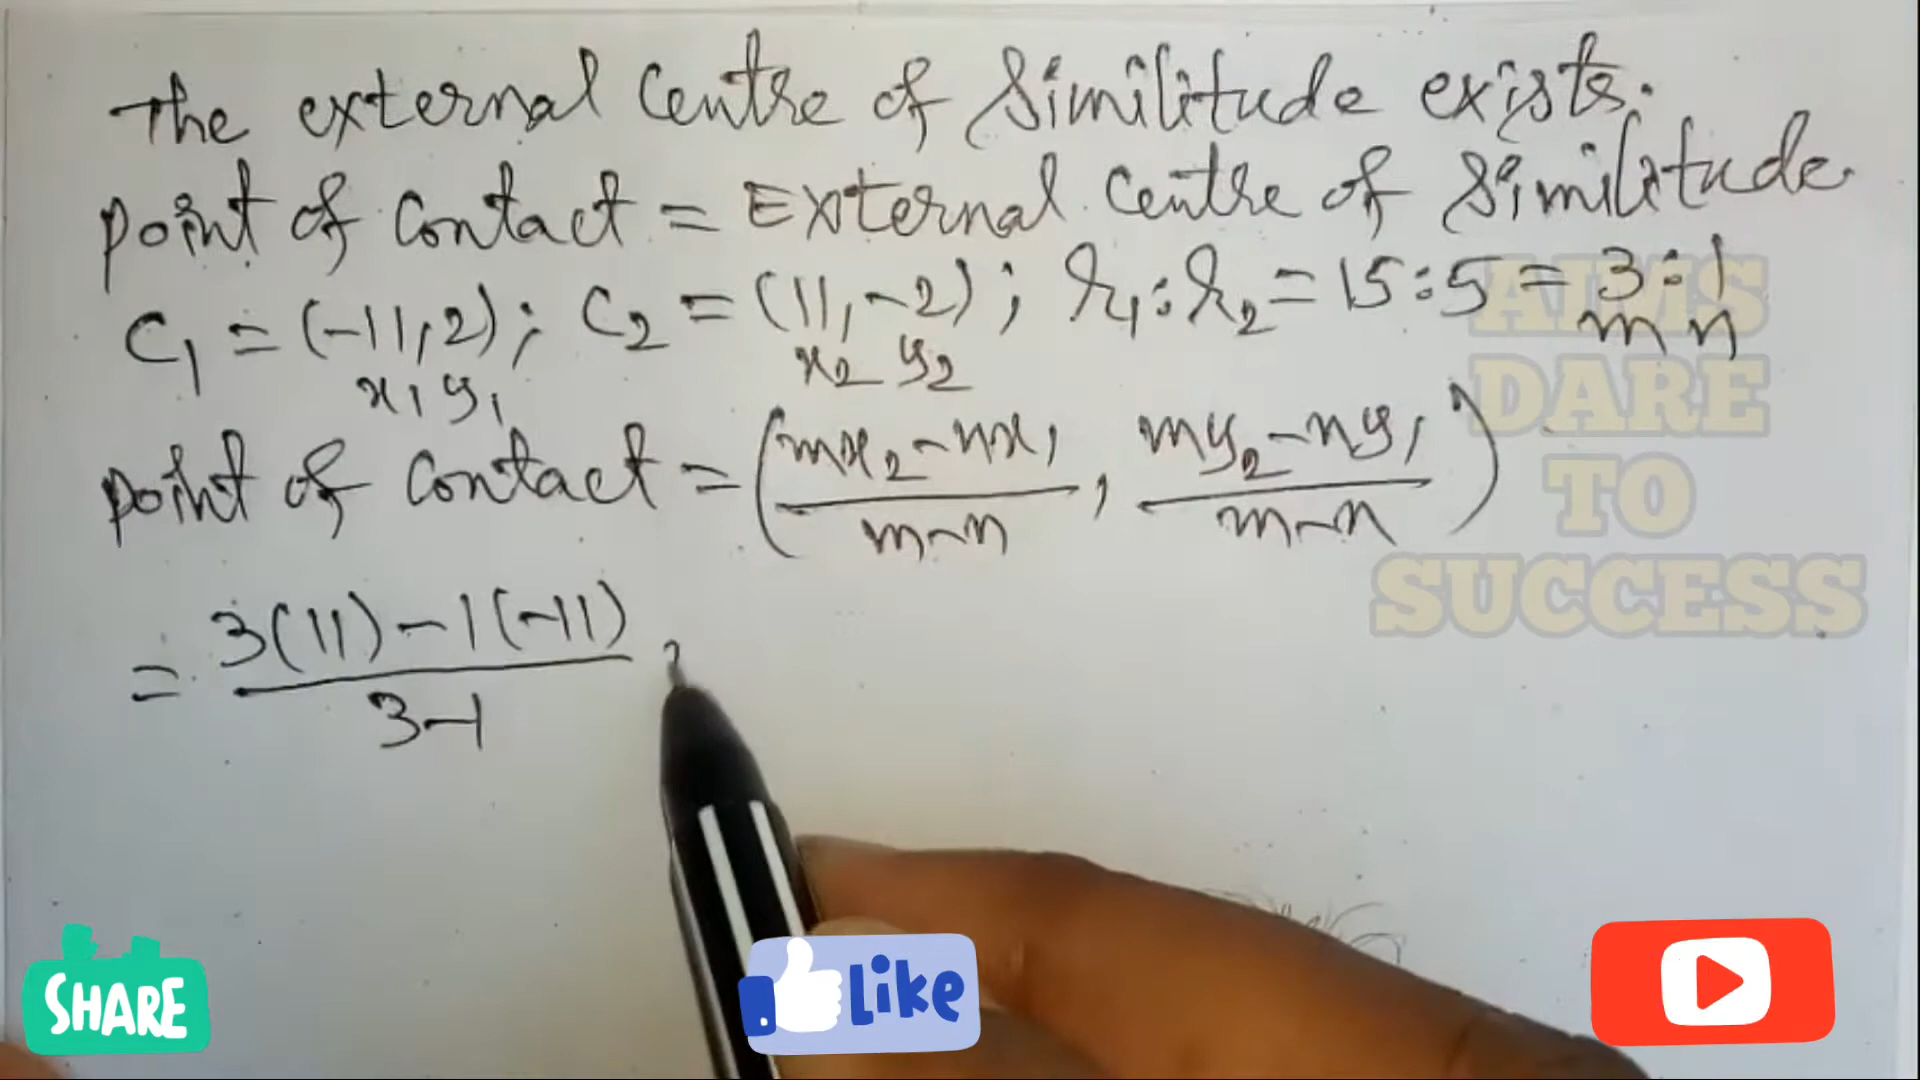 The external Centre of Similitude exists.
point of contact = External Centre of Similitude
C₁ = (-11, 2); C₂ = (11, -2); r₁:r₂ = 15:5 = 3:1
x₁ y₁ x₂ y₂ m n
point of contact = (mx₂-nx₁/m-n, my₂-ny₁/m-n)
= 3(11)-1(-11)/3-1 ,
AIMS
DARE
TO
SUCCESS
SHARE
Like